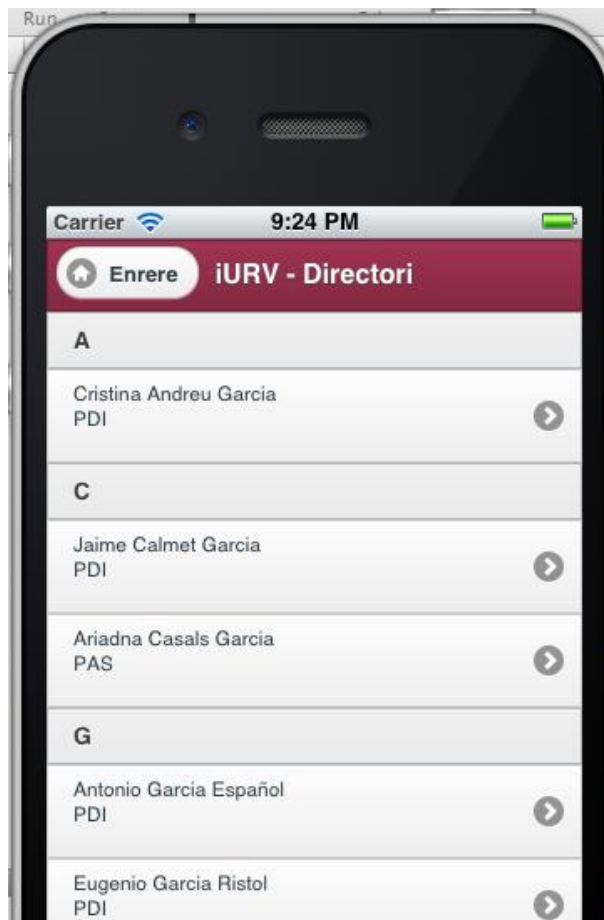 Run
Carrier 9:24 PM
Enrere iURV - Directori
A
Cristina Andreu Garcia
PDI
C
Jaime Calmet Garcia
PDI
Ariadna Casals Garcia
PAS
G
Antonio Garcia Español
PDI
Eugenio Garcia Ristol
PDI